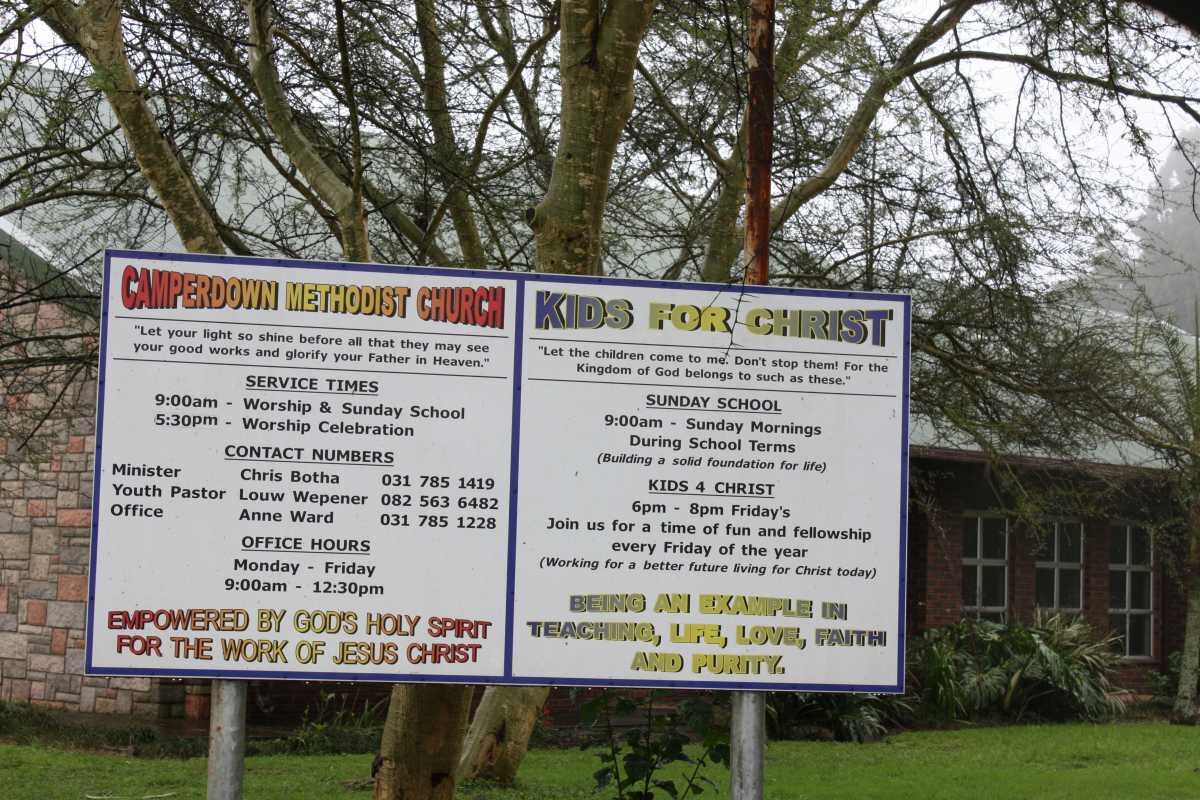 CAMPERDOWN METHODIST CHURCH
"Let your light so shine before all that they may see
your good works and glorify your Father in Heaven."
SERVICE TIMES
9:00am - Worship & Sunday School
5:30pm - Worship Celebration
CONTACT NUMBERS
Minister Chris Botha 031 785 1419
Youth Pastor Louw Wepener 082 563 6482
Office Anne Ward 031 785 1228
OFFICE HOURS
Monday - Friday
9:00am - 12:30pm
EMPOWERED BY GOD'S HOLY SPIRIT
FOR THE WORK OF JESUS CHRIST
KIDS FOR CHRIST
"Let the children come to me. Don't stop them! For the
Kingdom of God belongs to such as these."
SUNDAY SCHOOL
9:00am - Sunday Mornings
During School Terms
(Building a solid foundation for life)
KIDS 4 CHRIST
6pm - 8pm Friday's
Join us for a time of fun and fellowship
every Friday of the year
(Working for a better future living for Christ today)
BEING AN EXAMPLE IN
TEACHING, LIFE, LOVE, FAITH
AND PURITY.